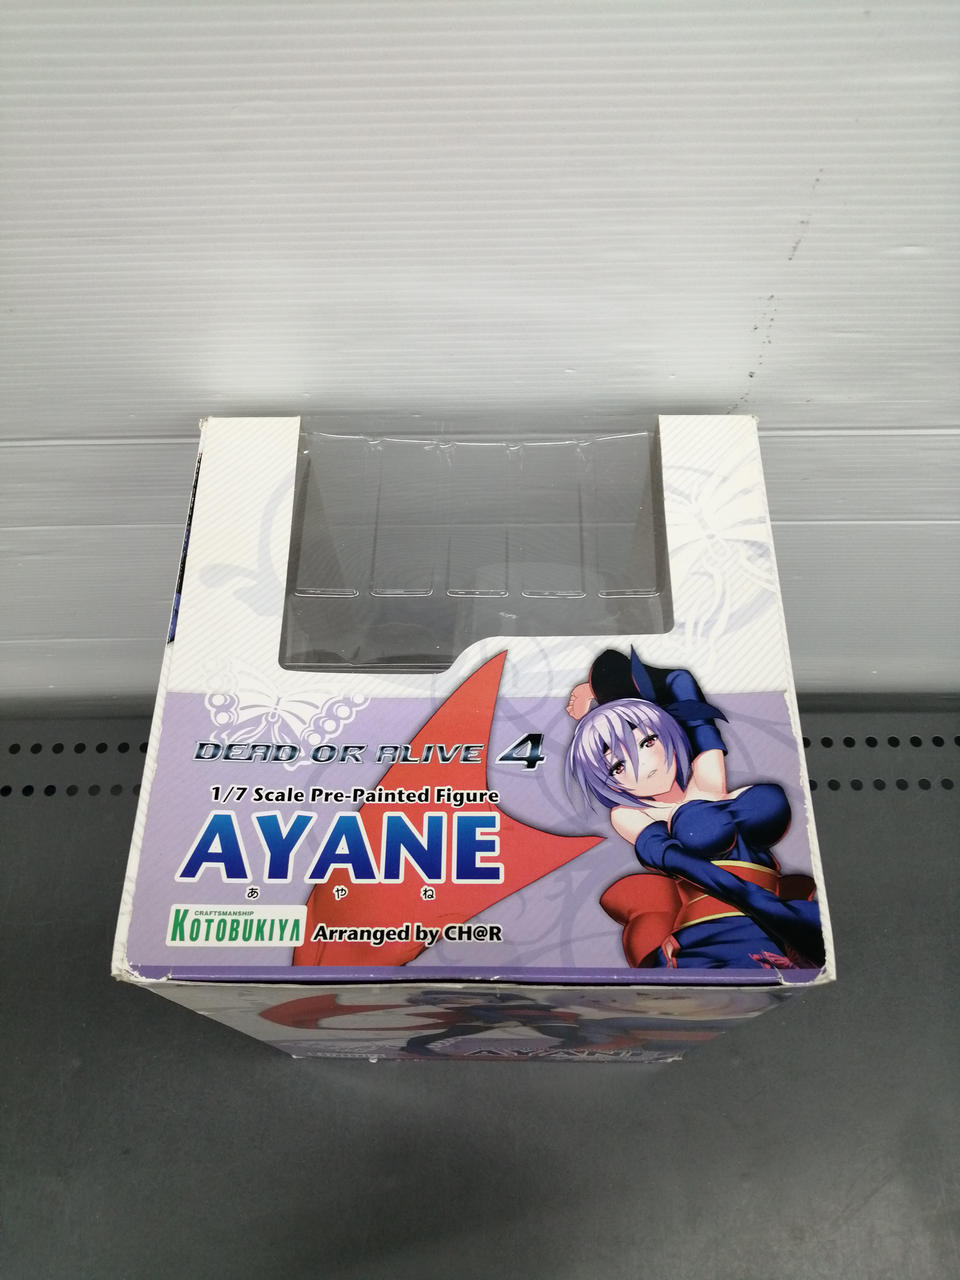 DEAD OR ALIVE 4
1/7 Scale Pre-Painted Figure
AYANE
あやね
CRAFTSMANSHIP
KOTOBUKIYA
Arranged by CH@R
AYANE